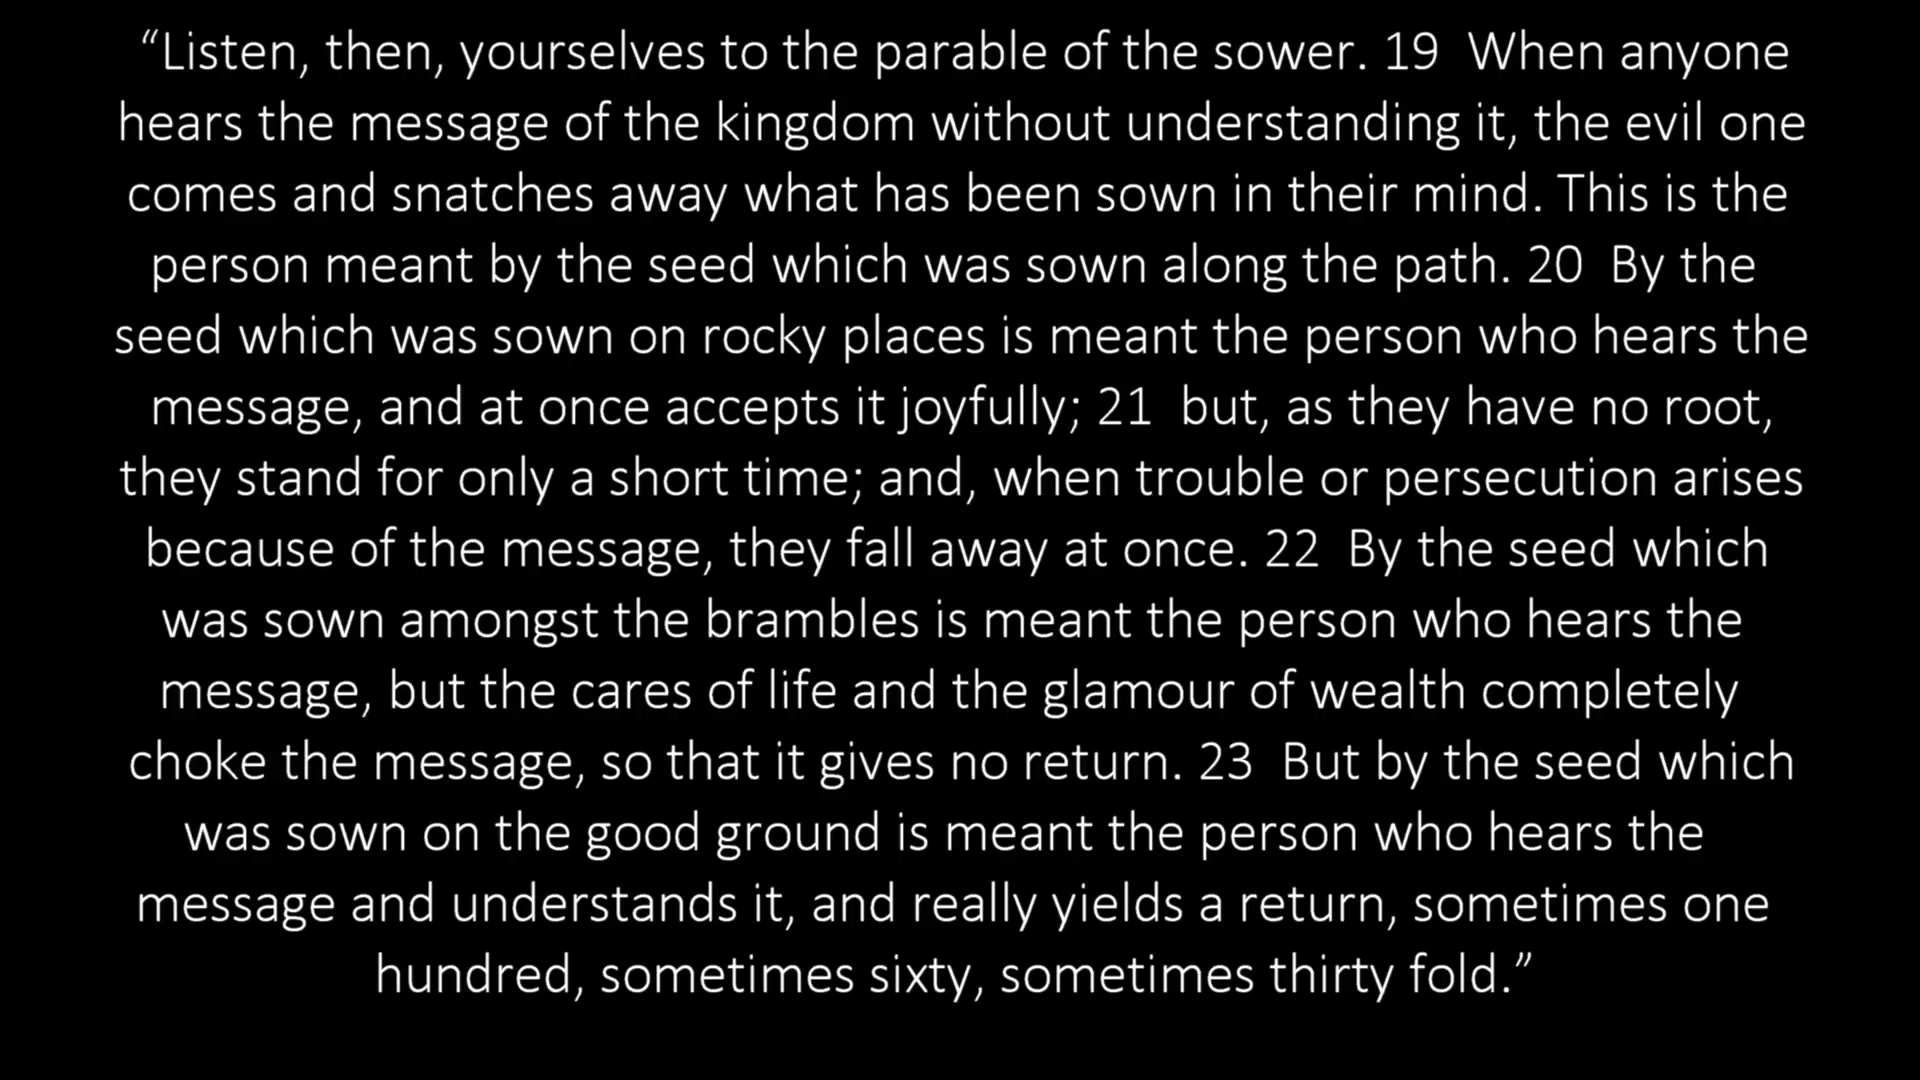 “Listen, then, yourselves to the parable of the sower. 19  When anyone
hears the message of the kingdom without understanding it, the evil one
comes and snatches away what has been sown in their mind. This is the
person meant by the seed which was sown along the path. 20  By the
seed which was sown on rocky places is meant the person who hears the
message, and at once accepts it joyfully; 21  but, as they have no root,
they stand for only a short time; and, when trouble or persecution arises
because of the message, they fall away at once. 22  By the seed which
was sown amongst the brambles is meant the person who hears the
message, but the cares of life and the glamour of wealth completely
choke the message, so that it gives no return. 23  But by the seed which
was sown on the good ground is meant the person who hears the
message and understands it, and really yields a return, sometimes one
hundred, sometimes sixty, sometimes thirty fold.”